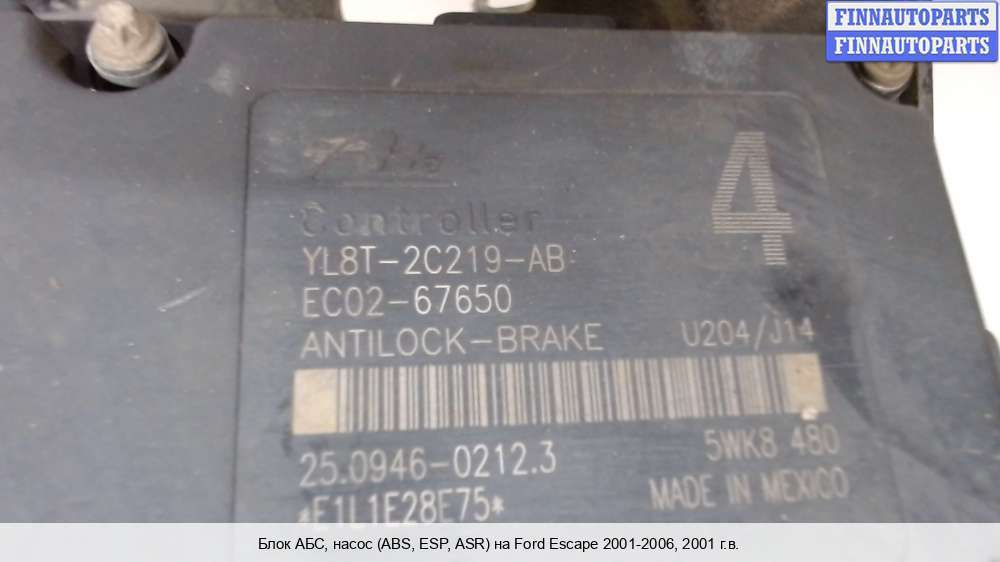 FINNAUTOPARTS
FINNAUTOPARTS
4
Controller
YL8T-2C219-AB
EC02-67650
ANTILOCK-BRAKE U204/J14
25.0946-0212.3 5WK8 480
*E1L1E28E75* MADE IN MEXICO
Блок АБС, насос (ABS, ESP, ASR) на Ford Escape 2001-2006, 2001 г.в.